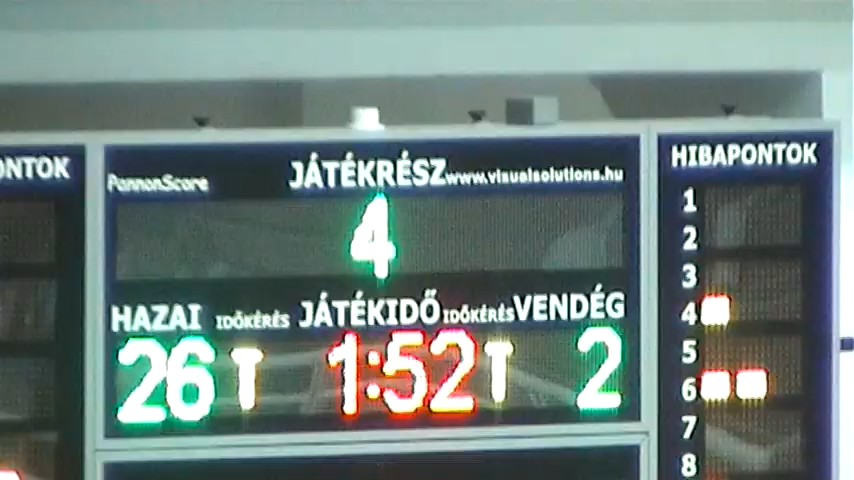 ONTOK
PannonScore JÁTÉKRÉSZ www.visualsolutions.hu
4
HAZAI IDŐKÉRÉS JÁTÉKIDŐ IDŐKÉRÉS VENDÉG
26 T 1:52 T 2
HIBAPONTOK
1
2
3
4
5
6
7
8